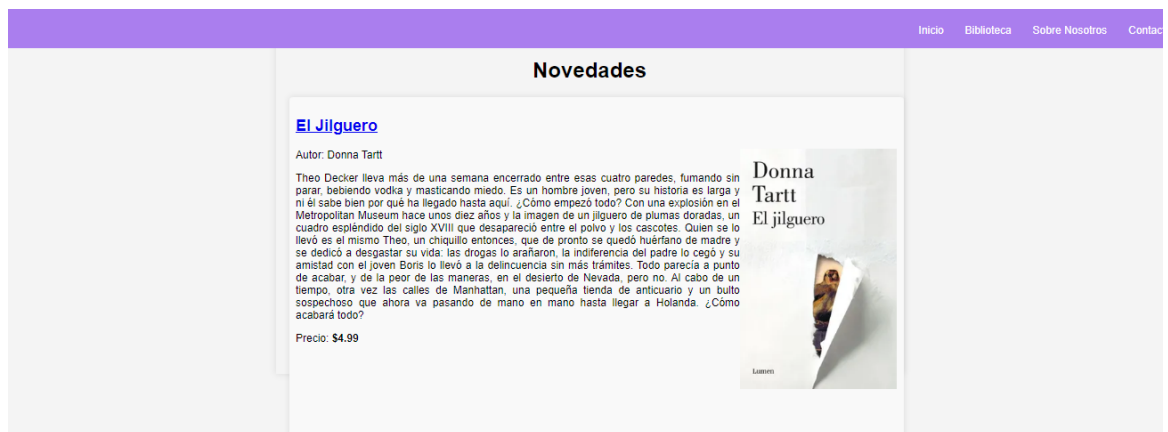 Inicio Biblioteca Sobre Nosotros Contac
Novedades
El Jilguero
Autor: Donna Tartt
Theo Decker lleva más de una semana encerrado entre esas cuatro paredes, fumando sin
parar, bebiendo vodka y masticando miedo. Es un hombre joven, pero su historia es larga y
ni él sabe bien por qué ha llegado hasta aquí. ¿Cómo empezó todo? Con una explosión en el
Metropolitan Museum hace unos diez años y la imagen de un jilguero de plumas doradas, un
cuadro espléndido del siglo XVIII que desapareció entre el polvo y los cascotes. Quien se lo
llevó es el mismo Theo, un chiquillo entonces, que de pronto se quedó huérfano de madre y
se dedicó a desgastar su vida: las drogas lo arañaron, la indiferencia del padre lo cegó y su
amistad con el joven Boris lo llevó a la delincuencia sin más trámites. Todo parecía a punto
de acabar, y de la peor de las maneras, en el desierto de Nevada, pero no. Al cabo de un
tiempo, otra vez las calles de Manhattan, una pequeña tienda de anticuario y un bulto
sospechoso que ahora va pasando de mano en mano hasta llegar a Holanda. ¿Cómo
acabará todo?
Precio: $4.99
Donna
Tartt
El jilguero
Lumen